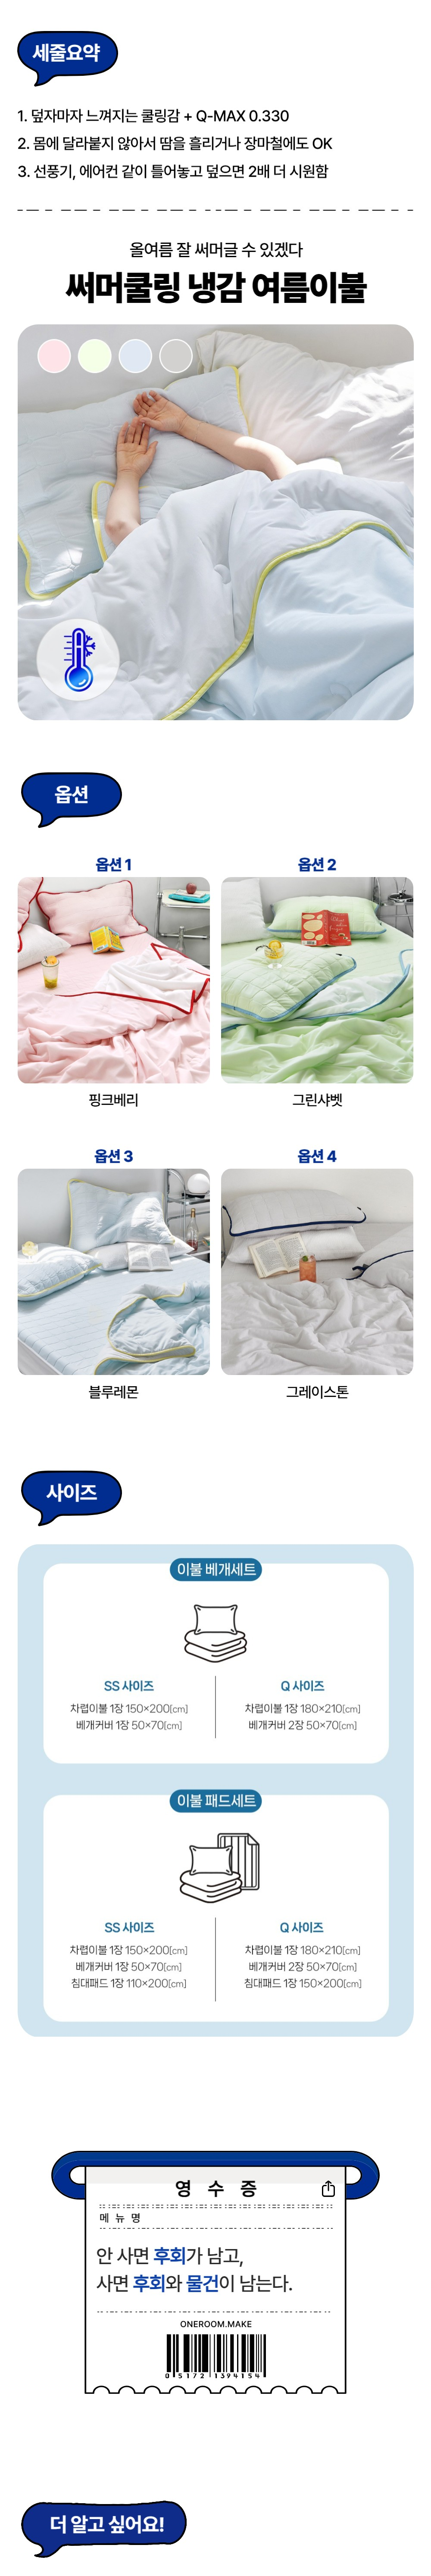 세줄요약
1. 덮자마자 느껴지는 쿨링감 + Q-MAX 0.330
2. 몸에 달라붙지 않아서 땀을 흘리거나 장마철에도 OK
3. 선풍기, 에어컨 같이 틀어놓고 덮으면 2배 더 시원함
올여름 잘 써머글 수 있겠다
써머쿨링 냉감 여름이불
옵션
옵션 1
옵션 2
핑크베리
그린샤벳
옵션 3
옵션 4
블루레몬
그레이스톤
사이즈
이불 베개세트
SS 사이즈
차렵이불 1장 150×200[cm]
베개커버 1장 50×70[cm]
Q 사이즈
차렵이불 1장 180×210[cm]
베개커버 2장 50×70[cm]
이불 패드세트
SS 사이즈
차렵이불 1장 150×200[cm]
베개커버 1장 50×70[cm]
침대패드 1장 110×200[cm]
Q 사이즈
차렵이불 1장 180×210[cm]
베개커버 2장 50×70[cm]
침대패드 1장 150×200[cm]
영 수 증
메 뉴 명
안 사면 후회가 남고,
사면 후회와 물건이 남는다.
ONEROOM.MAKE
0 5172 1394154
더 알고 싶어요!